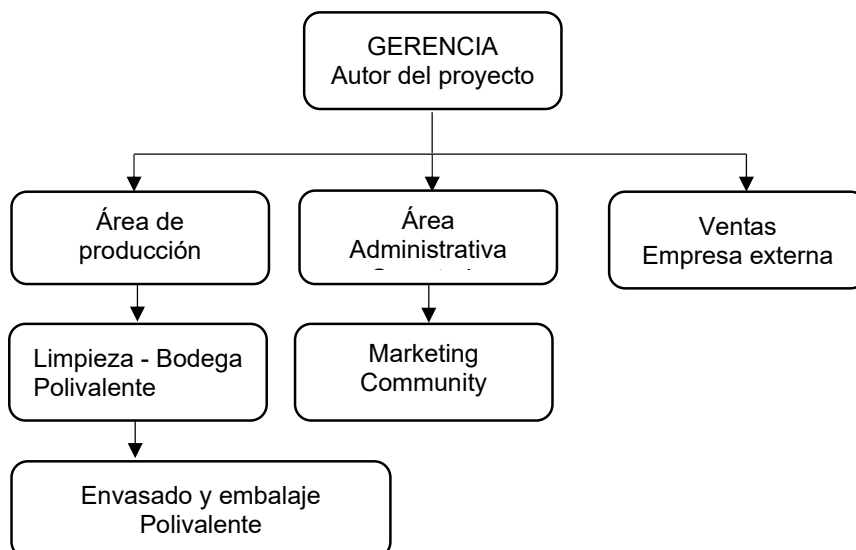 GERENCIA
Autor del proyecto
Área de
producción
Área
Administrativa
Ventas
Empresa externa
Limpieza - Bodega
Polivalente
Marketing
Community
Envasado y embalaje
Polivalente